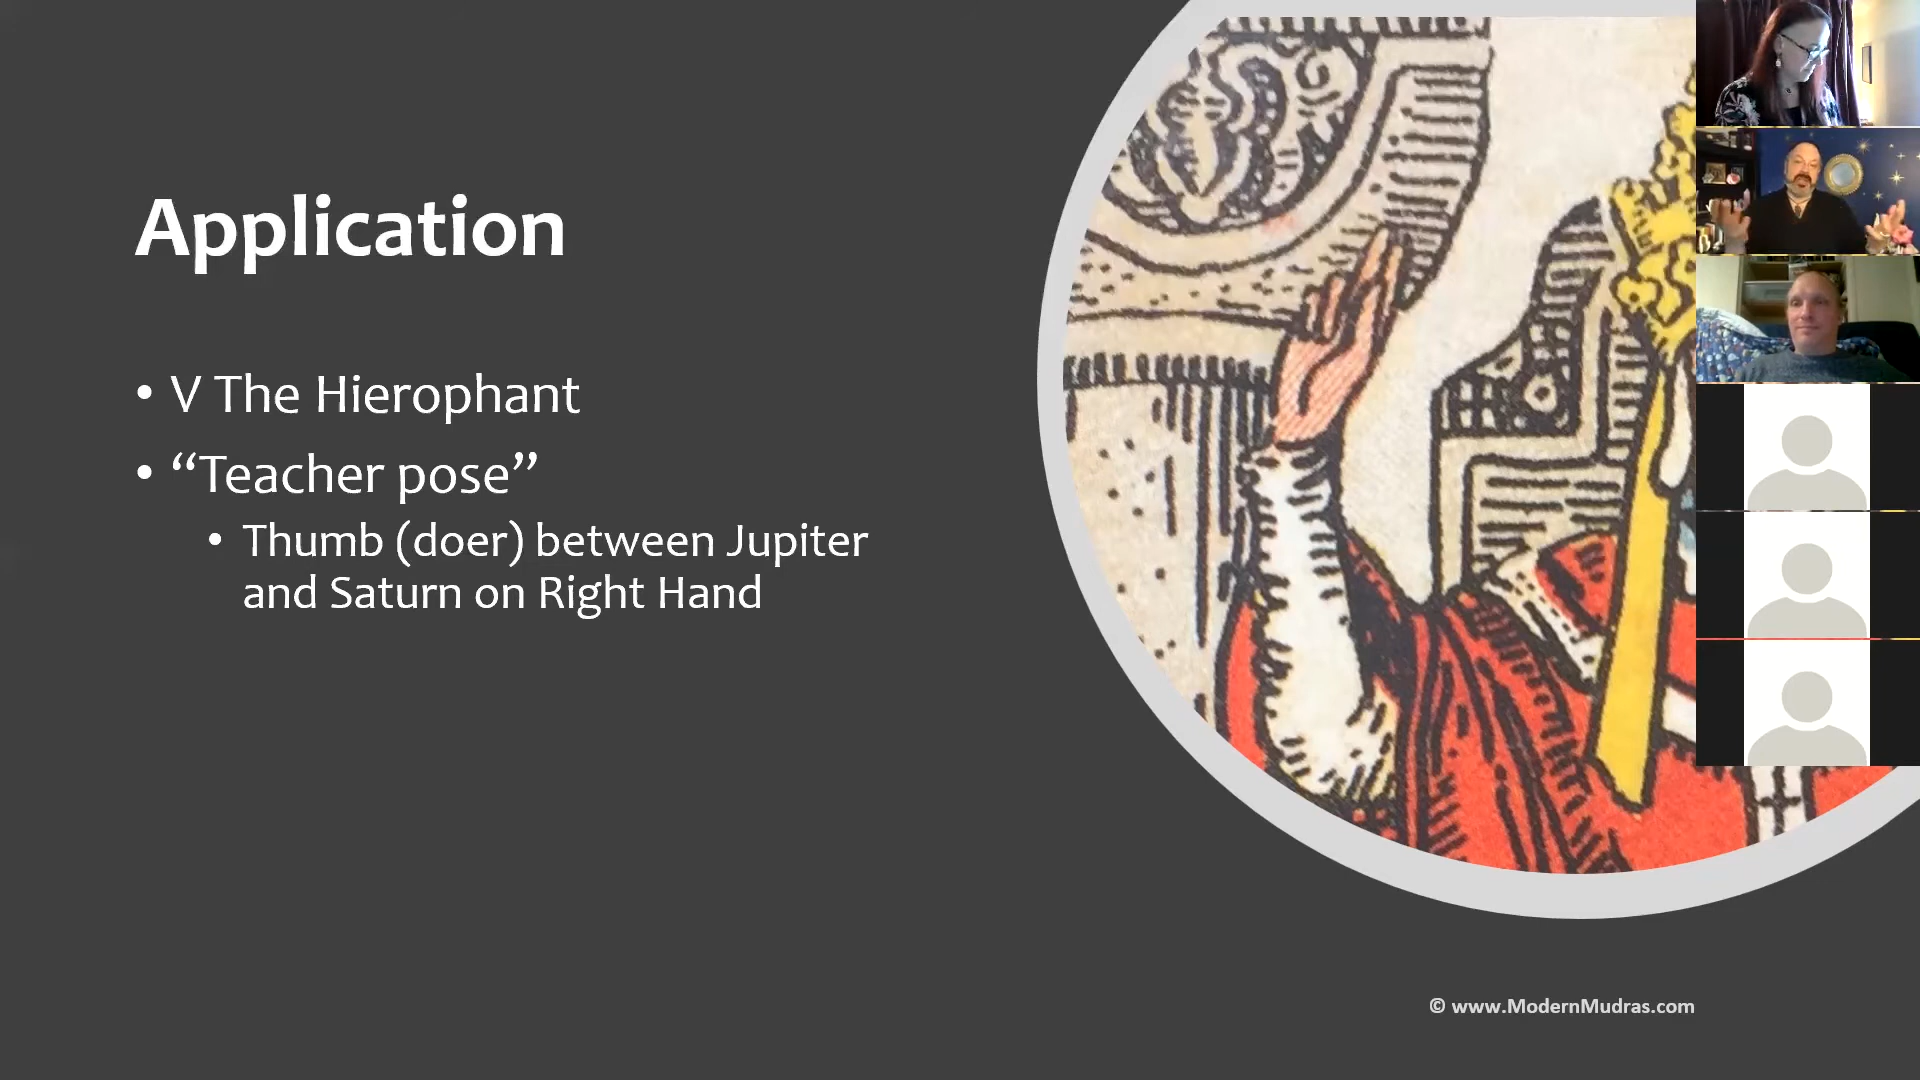 Application
• V The Hierophant
• “Teacher pose”
• Thumb (doer) between Jupiter
and Saturn on Right Hand
© www.ModernMudras.com